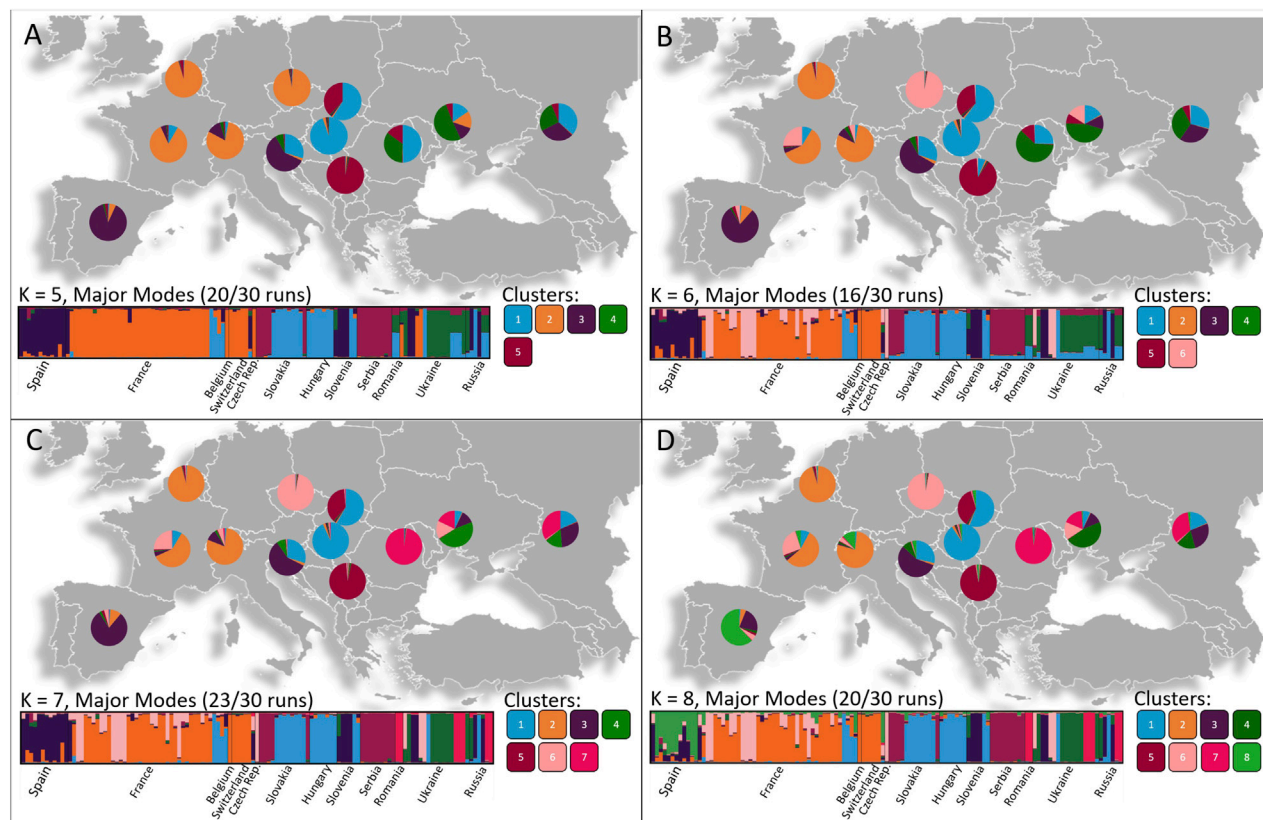 A
K = 5, Major Modes (20/30 runs)
Clusters:
1 2 3 4
5
Spain France Belgium Switzerland Czech Rep. Slovakia Hungary Slovenia Serbia Romania Ukraine Russia
B
K = 6, Major Modes (16/30 runs)
Clusters:
1 2 3 4
5 6
Spain France Belgium Switzerland Czech Rep. Slovakia Hungary Slovenia Serbia Romania Ukraine Russia
C
K = 7, Major Modes (23/30 runs)
Clusters:
1 2 3 4
5 6 7
Spain France Belgium Switzerland Czech Rep. Slovakia Hungary Slovenia Serbia Romania Ukraine Russia
D
K = 8, Major Modes (20/30 runs)
Clusters:
1 2 3 4
5 6 7 8
Spain France Belgium Switzerland Czech Rep. Slovakia Hungary Slovenia Serbia Romania Ukraine Russia